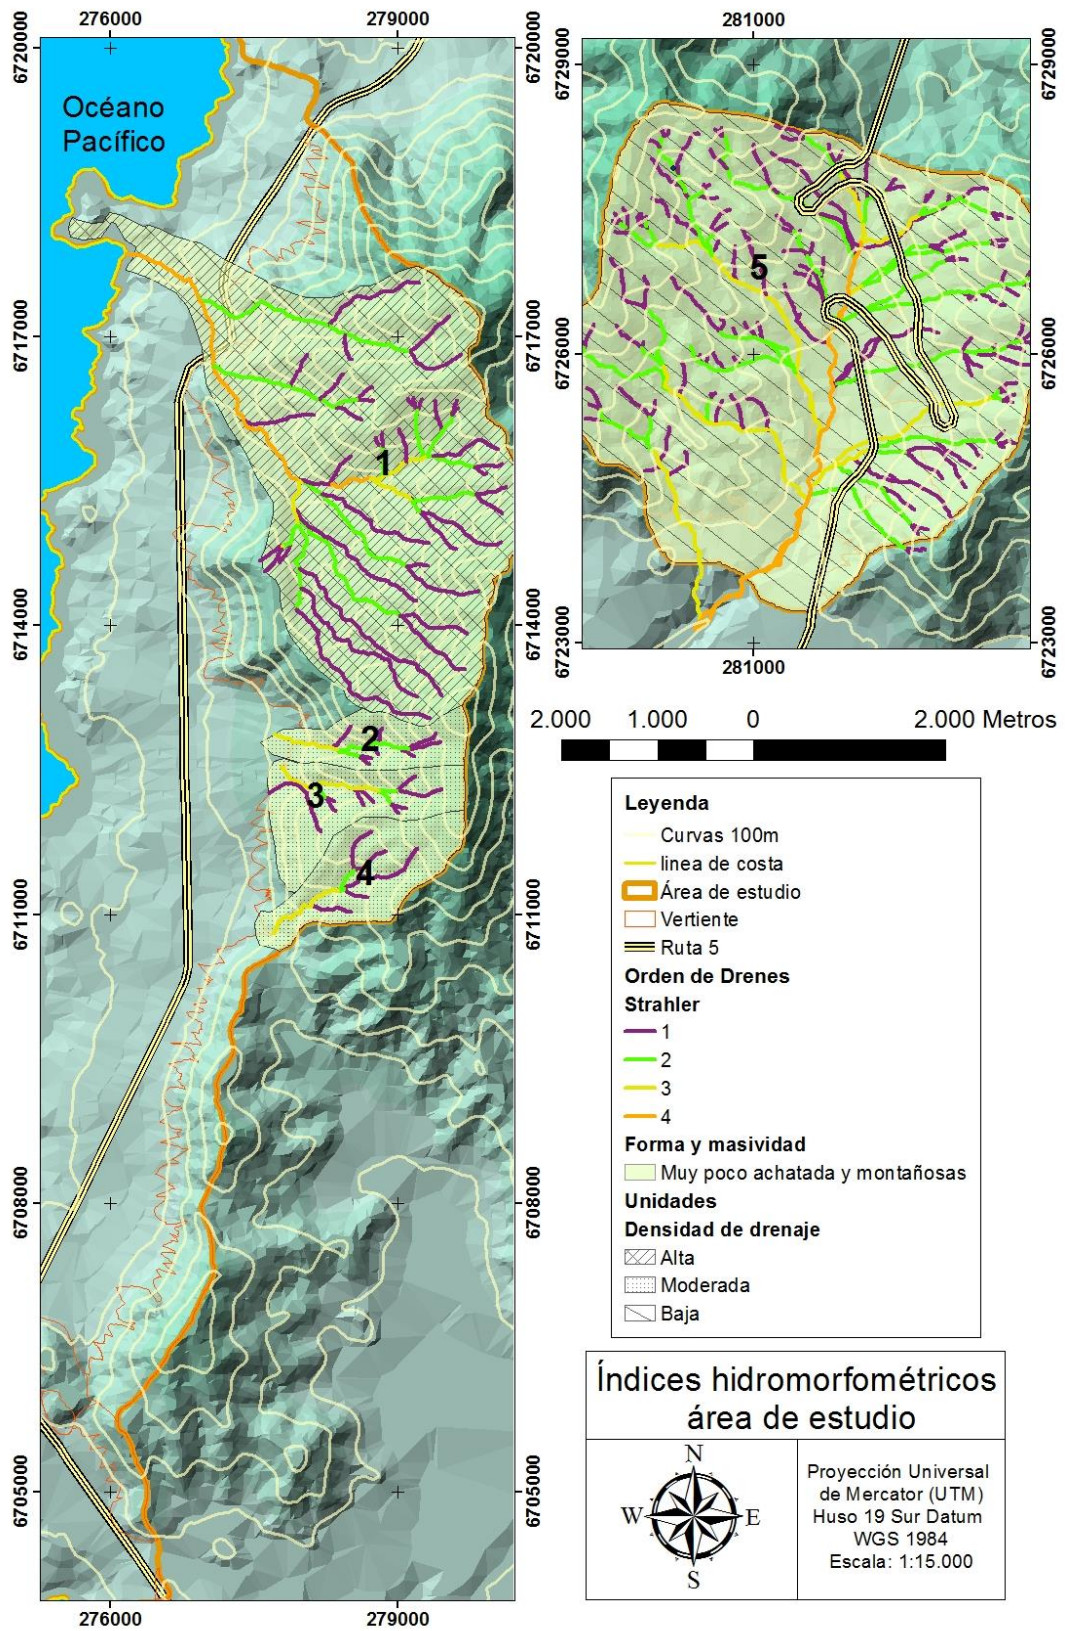 276000
279000
281000
6720000
6720000
6729000
6729000
Océano
Pacífico
5
6717000
6717000
6726000
6726000
1
6714000
6714000
6723000
6723000
281000
2
3
4
2.000
1.000
0
2.000 Metros
Leyenda
Curvas 100m
linea de costa
Área de estudio
Vertiente
Ruta 5
Orden de Drenes
Strahler
1
2
3
4
Forma y masividad
Muy poco achatada y montañosas
Unidades
Densidad de drenaje
Alta
Moderada
Baja
6711000
6711000
6708000
6708000
6705000
6705000
Índices hidromorfométricos
área de estudio
N
W
E
S
Proyección Universal
de Mercator (UTM)
Huso 19 Sur Datum
WGS 1984
Escala: 1:15.000
276000
279000